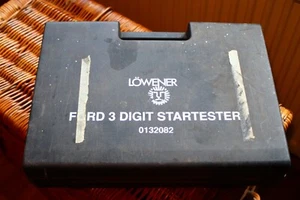 LÖWENER
FORD 3 DIGIT STARTESTER
0132082